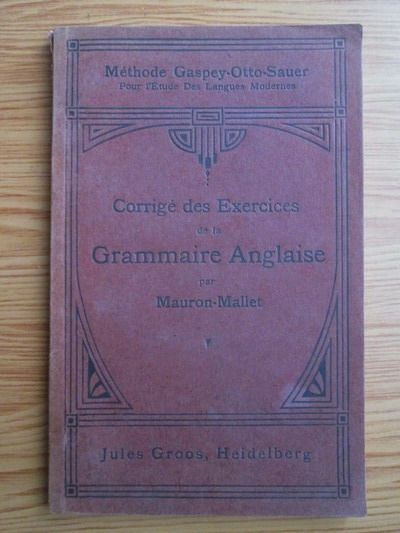 Méthode Gaspey-Otto-Sauer
Pour l'Étude Des Langues Modernes
Corrigé des Exercices
de la
Grammaire Anglaise
par
Mauron-Mallet
Jules Groos, Heidelberg